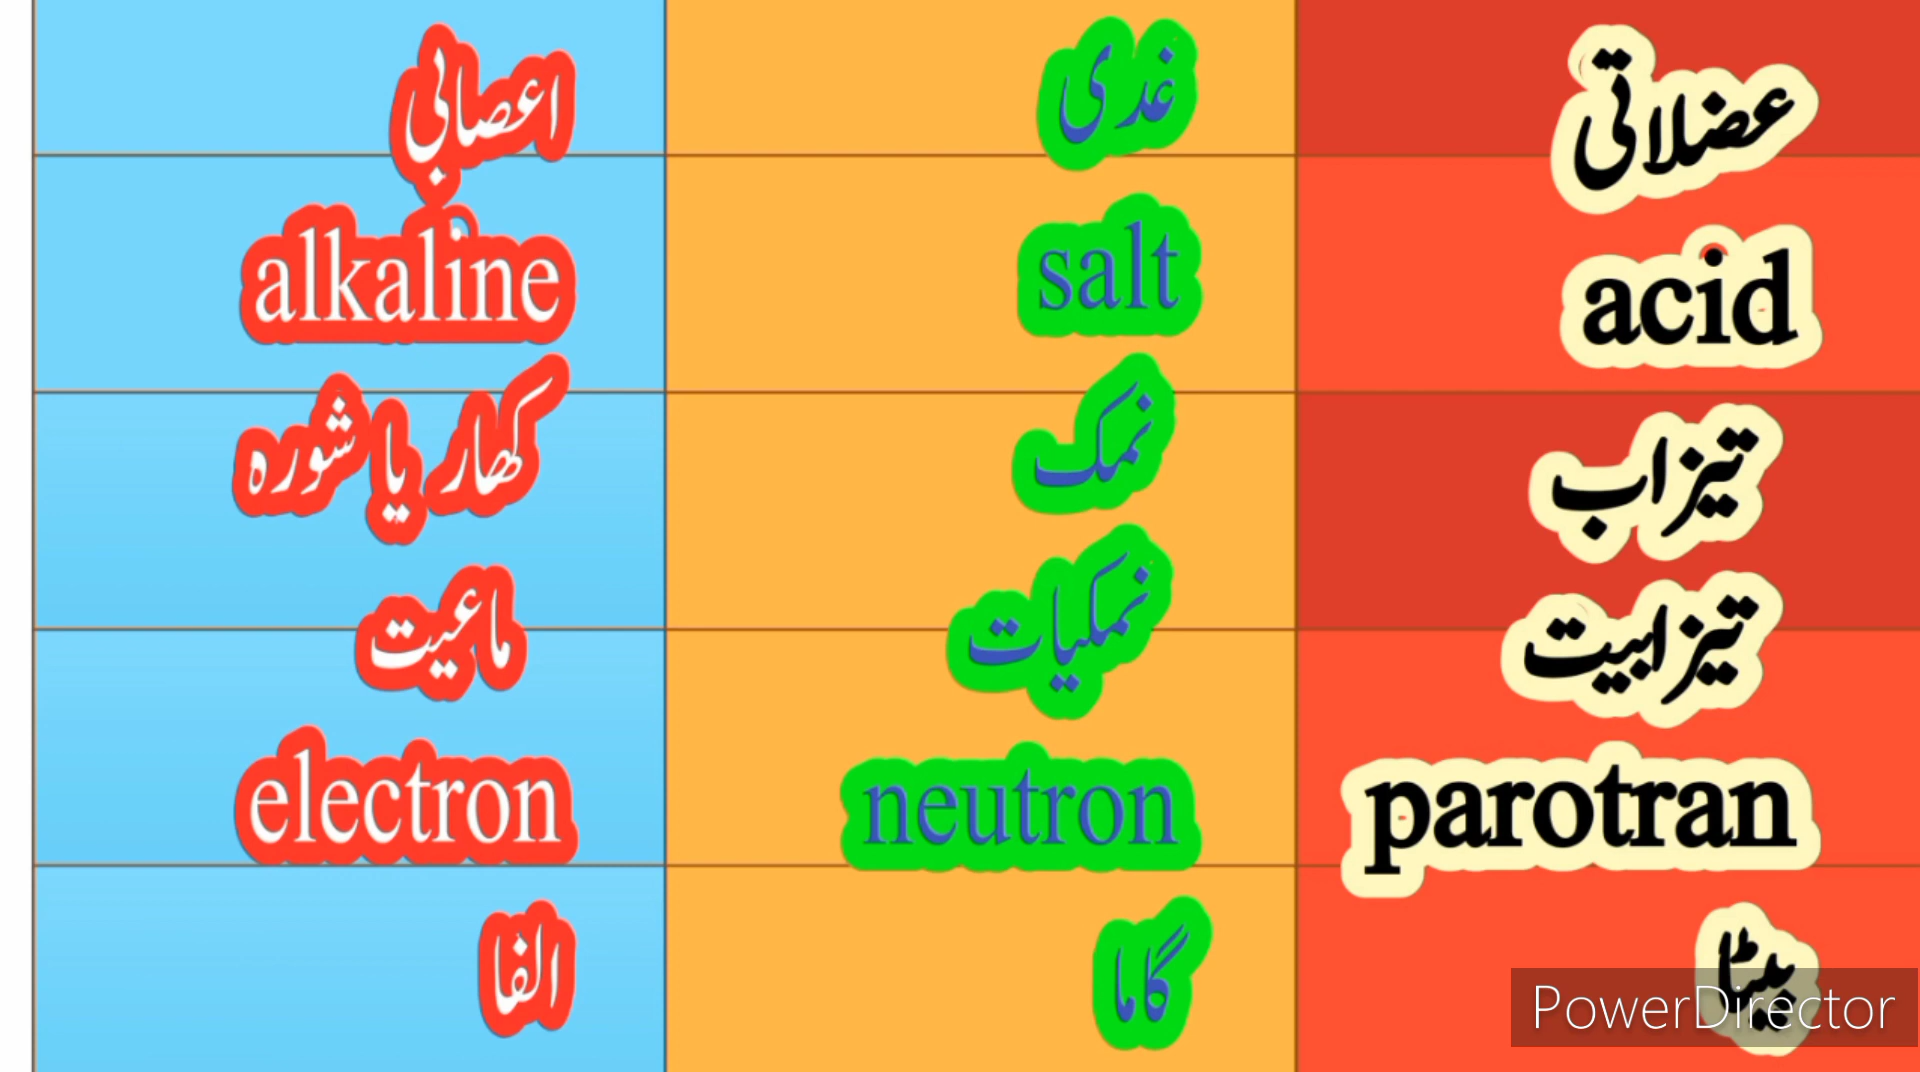 عضلاتی غدی اعصابی
acid salt alkaline
تیزاب نمک کھار یا شورہ
تیزابیت نمکیات ماعیت
parotran neutron electron
بیٹا گاما الفا
PowerDirector